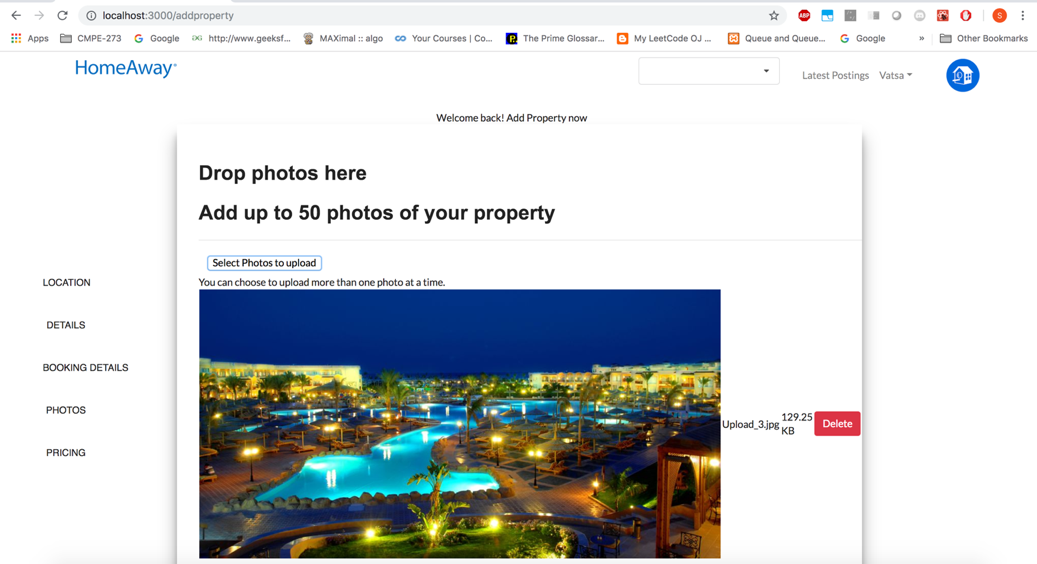 localhost:3000/addproperty
ABP
S
Apps
CMPE-273
Google
http://www.geeksf...
MAXimal :: algo
Your Courses | Co...
The Prime Glossar...
My LeetCode OJ ...
Queue and Queue...
Google
»
Other Bookmarks
HomeAway
Latest Postings
Vatsa
Welcome back! Add Property now
Drop photos here
Add up to 50 photos of your property
Select Photos to upload
You can choose to upload more than one photo at a time.
LOCATION
DETAILS
BOOKING DETAILS
PHOTOS
PRICING
Upload_3.jpg
129.25
KB
Delete